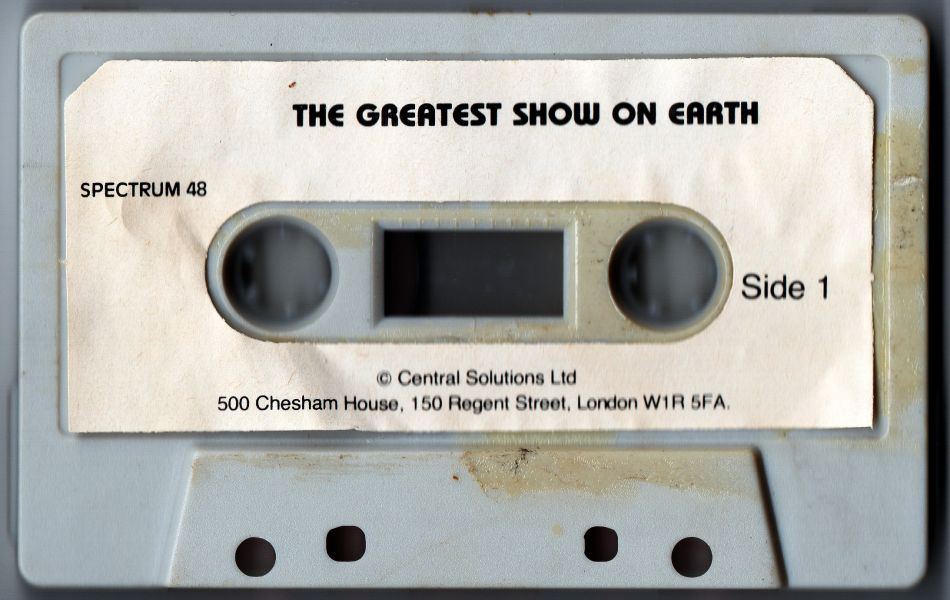 THE GREATEST SHOW ON EARTH
SPECTRUM 48
Side 1
© Central Solutions Ltd
500 Chesham House, 150 Regent Street, London W1R 5FA.